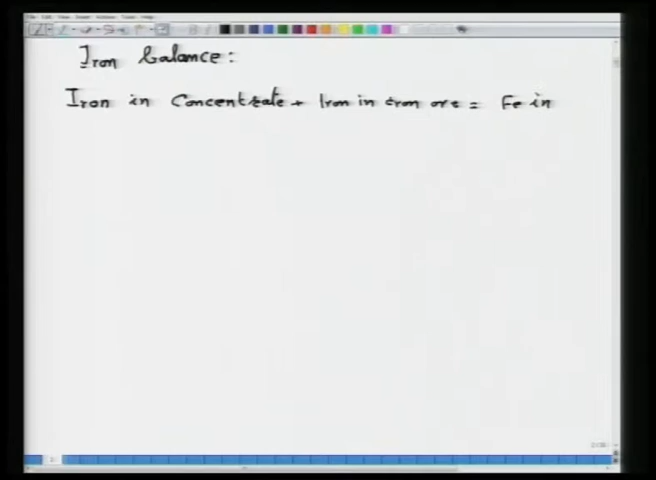 Iron balance:
Iron in Concentrate + Iron in iron ore = Fe in